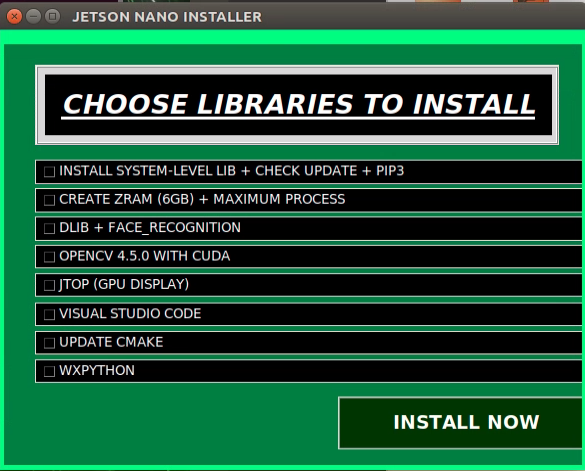 JETSON NANO INSTALLER
CHOOSE LIBRARIES TO INSTALL
INSTALL SYSTEM-LEVEL LIB + CHECK UPDATE + PIP3
CREATE ZRAM (6GB) + MAXIMUM PROCESS
DLIB + FACE_RECOGNITION
OPENCV 4.5.0 WITH CUDA
JTOP (GPU DISPLAY)
VISUAL STUDIO CODE
UPDATE CMAKE
WXPYTHON
INSTALL NOW